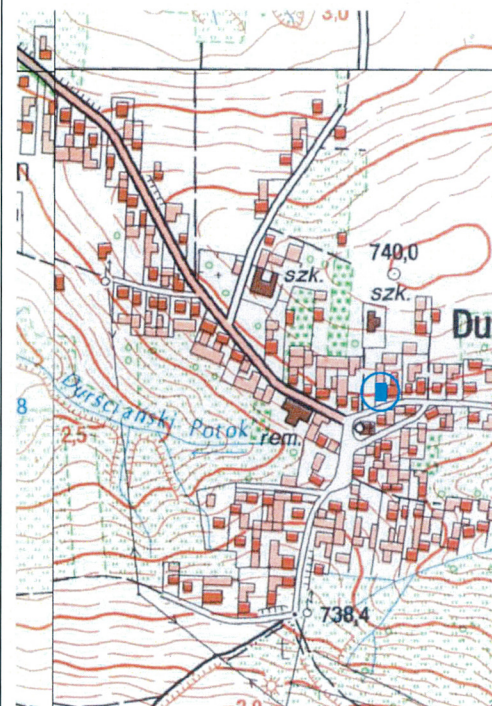 3,0
740,0
szk.
szk.
Du
Durściański Potok
8
2,5
rem.
738,4